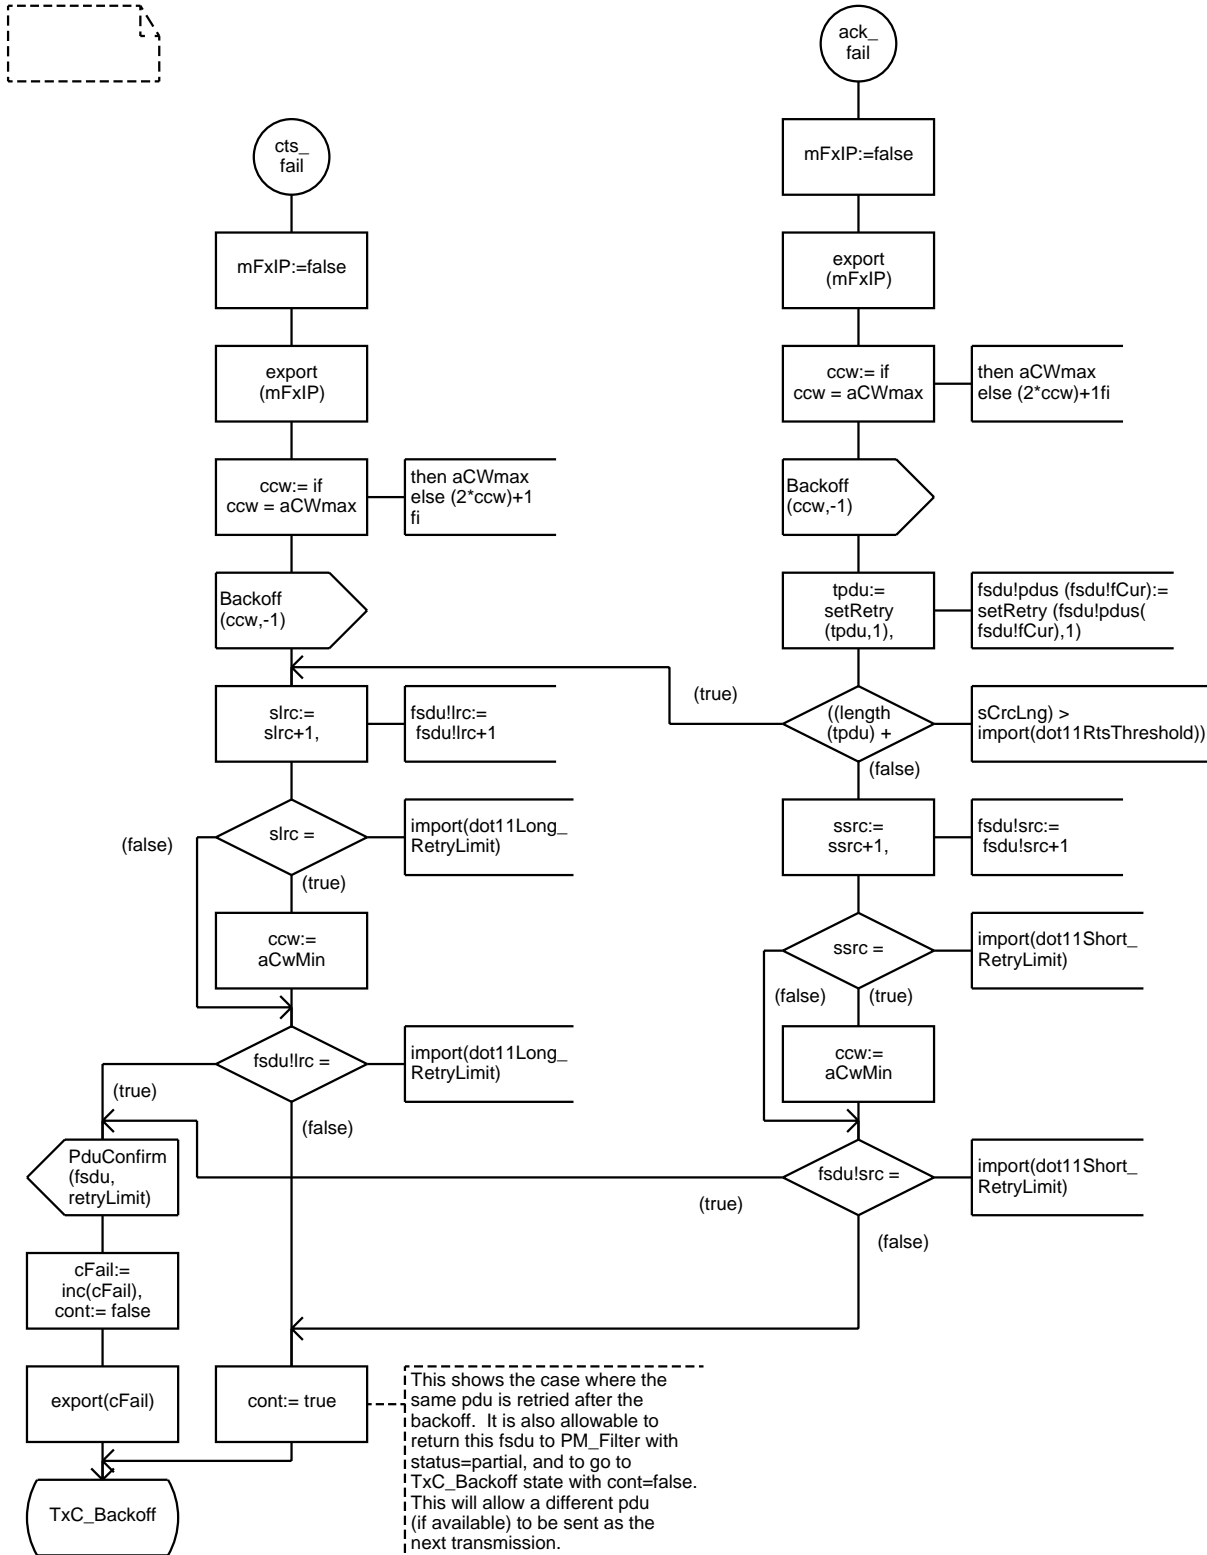 cts_
fail
mFxIP:=false
export
(mFxIP)
ccw:= if
ccw = aCWmax
then aCWmax
else (2*ccw)+1
fi
Backoff
(ccw,-1)
slrc:=
slrc+1,
fsdu!lrc:=
fsdu!lrc+1
slrc =
import(dot11Long_
RetryLimit)
(false)
(true)
ccw:=
aCwMin
fsdu!lrc =
import(dot11Long_
RetryLimit)
(true)
(false)
PduConfirm
(fsdu,
retryLimit)
cFail:=
inc(cFail),
cont:= false
export(cFail)
cont:= true
This shows the case where the
same pdu is retried after the
backoff.  It is also allowable to
return this fsdu to PM_Filter with
status=partial, and to go to
TxC_Backoff state with cont=false.
This will allow a different pdu
(if available) to be sent as the
next transmission.
TxC_Backoff
ack_
fail
mFxIP:=false
export
(mFxIP)
ccw:= if
ccw = aCWmax
then aCWmax
else (2*ccw)+1fi
Backoff
(ccw,-1)
tpdu:=
setRetry
(tpdu,1),
fsdu!pdus (fsdu!fCur):=
setRetry (fsdu!pdus(
fsdu!fCur),1)
(true)
((length
(tpdu) +
sCrcLng) >
import(dot11RtsThreshold))
(false)
ssrc:=
ssrc+1,
fsdu!src:=
fsdu!src+1
ssrc =
import(dot11Short_
RetryLimit)
(false)
(true)
ccw:=
aCwMin
fsdu!src =
import(dot11Short_
RetryLimit)
(true)
(false)